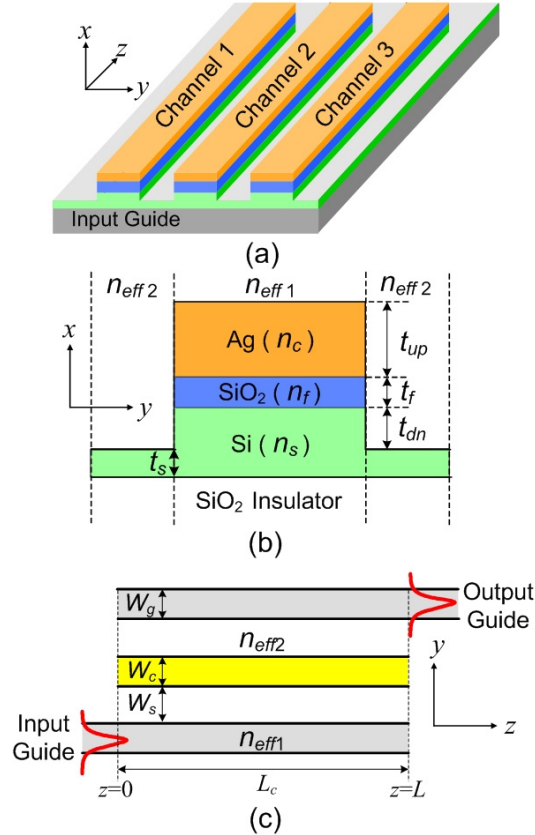 x
z
y
Channel 1
Channel 2
Channel 3
Input Guide
(a)
n_eff 2 n_eff 1 n_eff 2
x
y
Ag ( n_c )
t_up
SiO₂ ( n_f )
t_f
Si ( n_s )
t_dn
t_s
SiO₂ Insulator
(b)
W_g
Output
Guide
n_eff2
W_c
W_s
y
z
Input
Guide
n_eff1
L_c
z=0
z=L
(c)